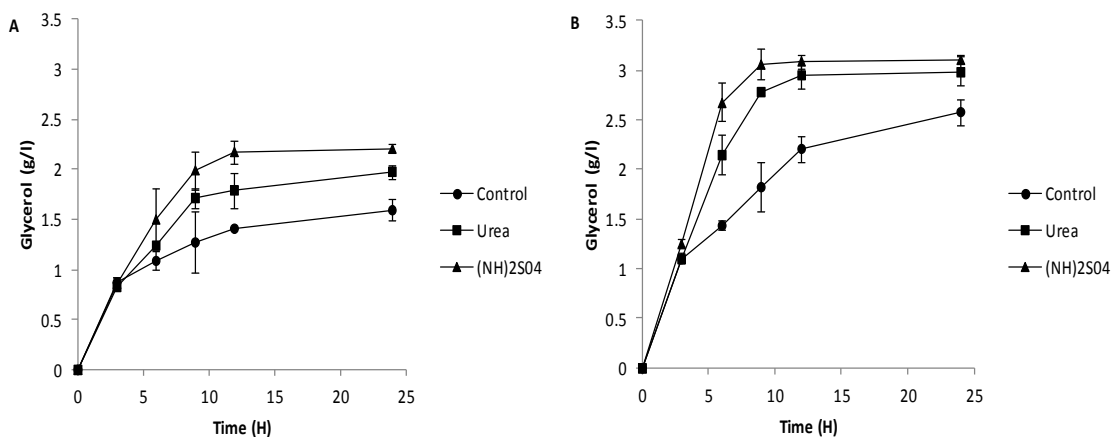 A
3.5
3
2.5
2
1.5
1
0.5
0
Glycerol (g/l)
0 5 10 15 20 25
Time (H)
Control
Urea
(NH)2S04
B
3.5
3
2.5
2
1.5
1
0.5
0
Glycerol (g/l)
0 5 10 15 20 25
Time (H)
Control
Urea
(NH)2S04